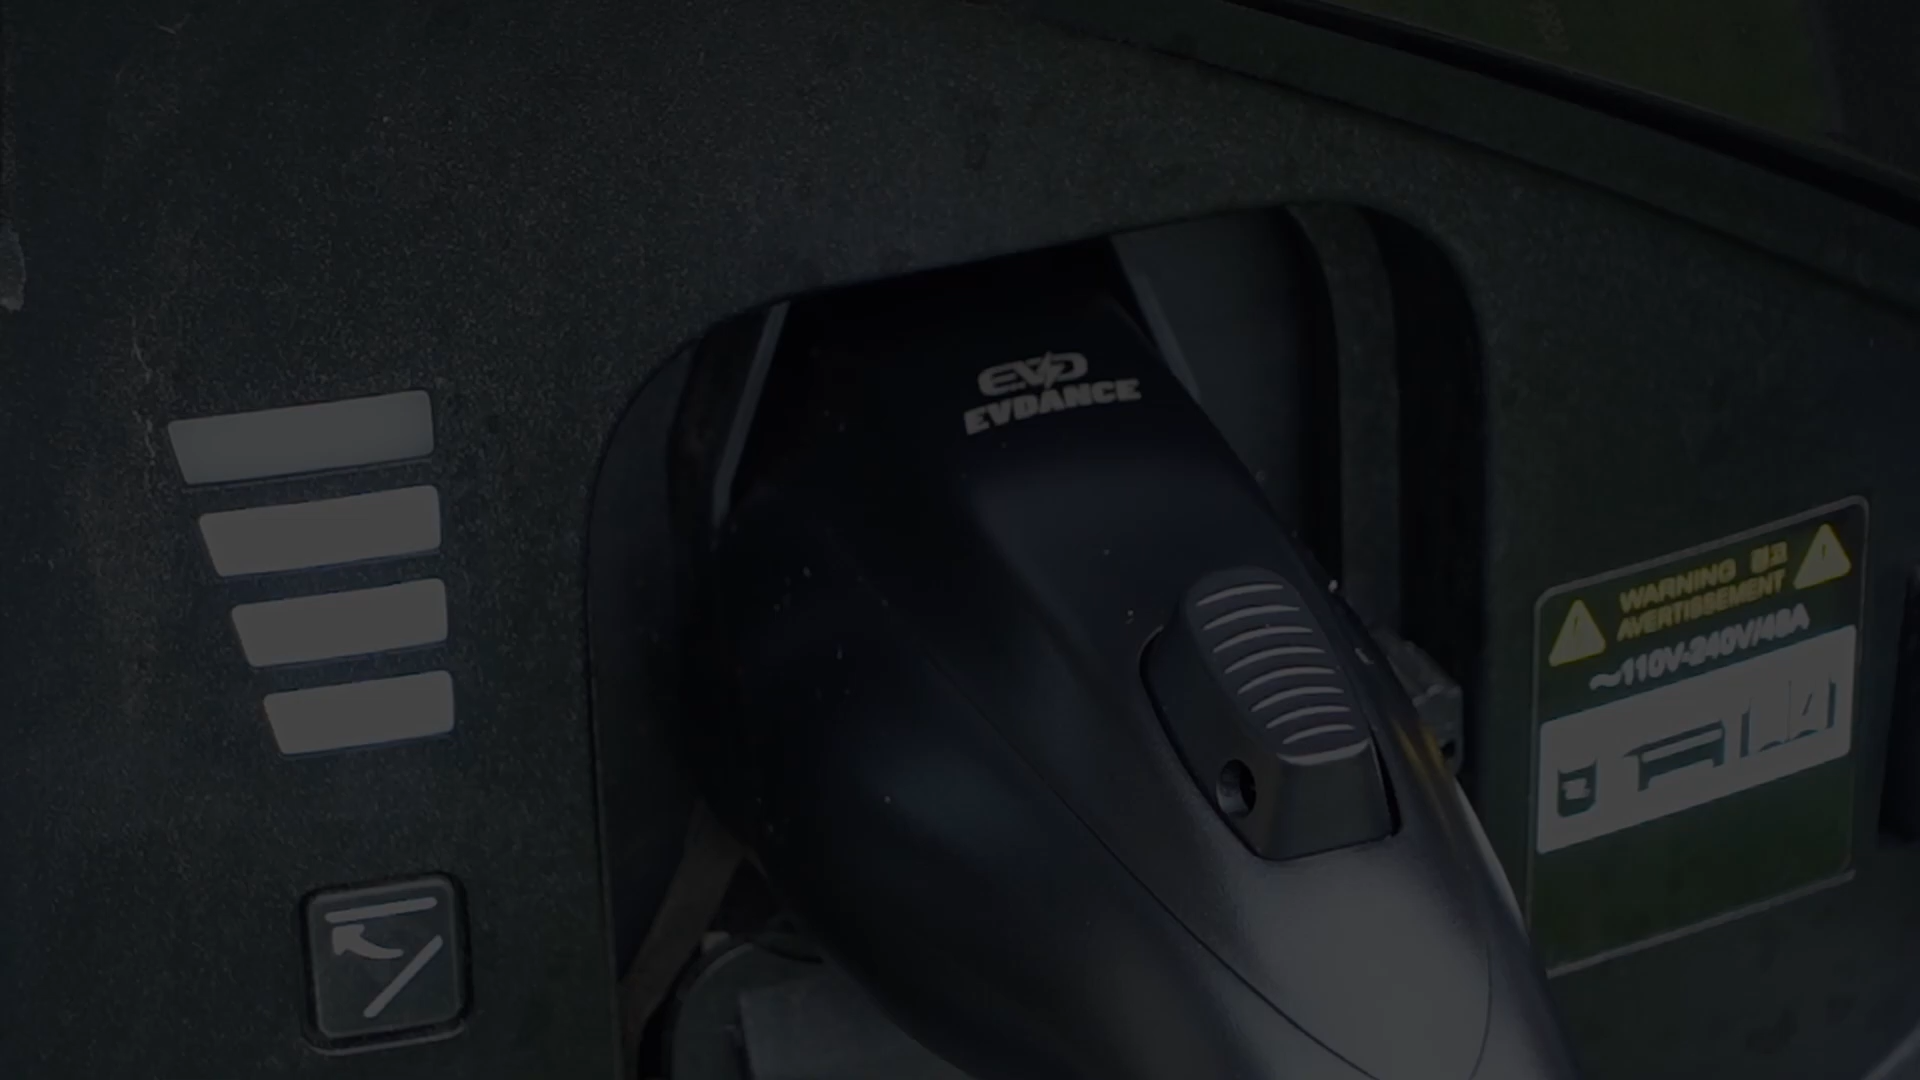 EVD
EVDANCE
WARNING
AVERTISSEMENT
~110V-240V/48A